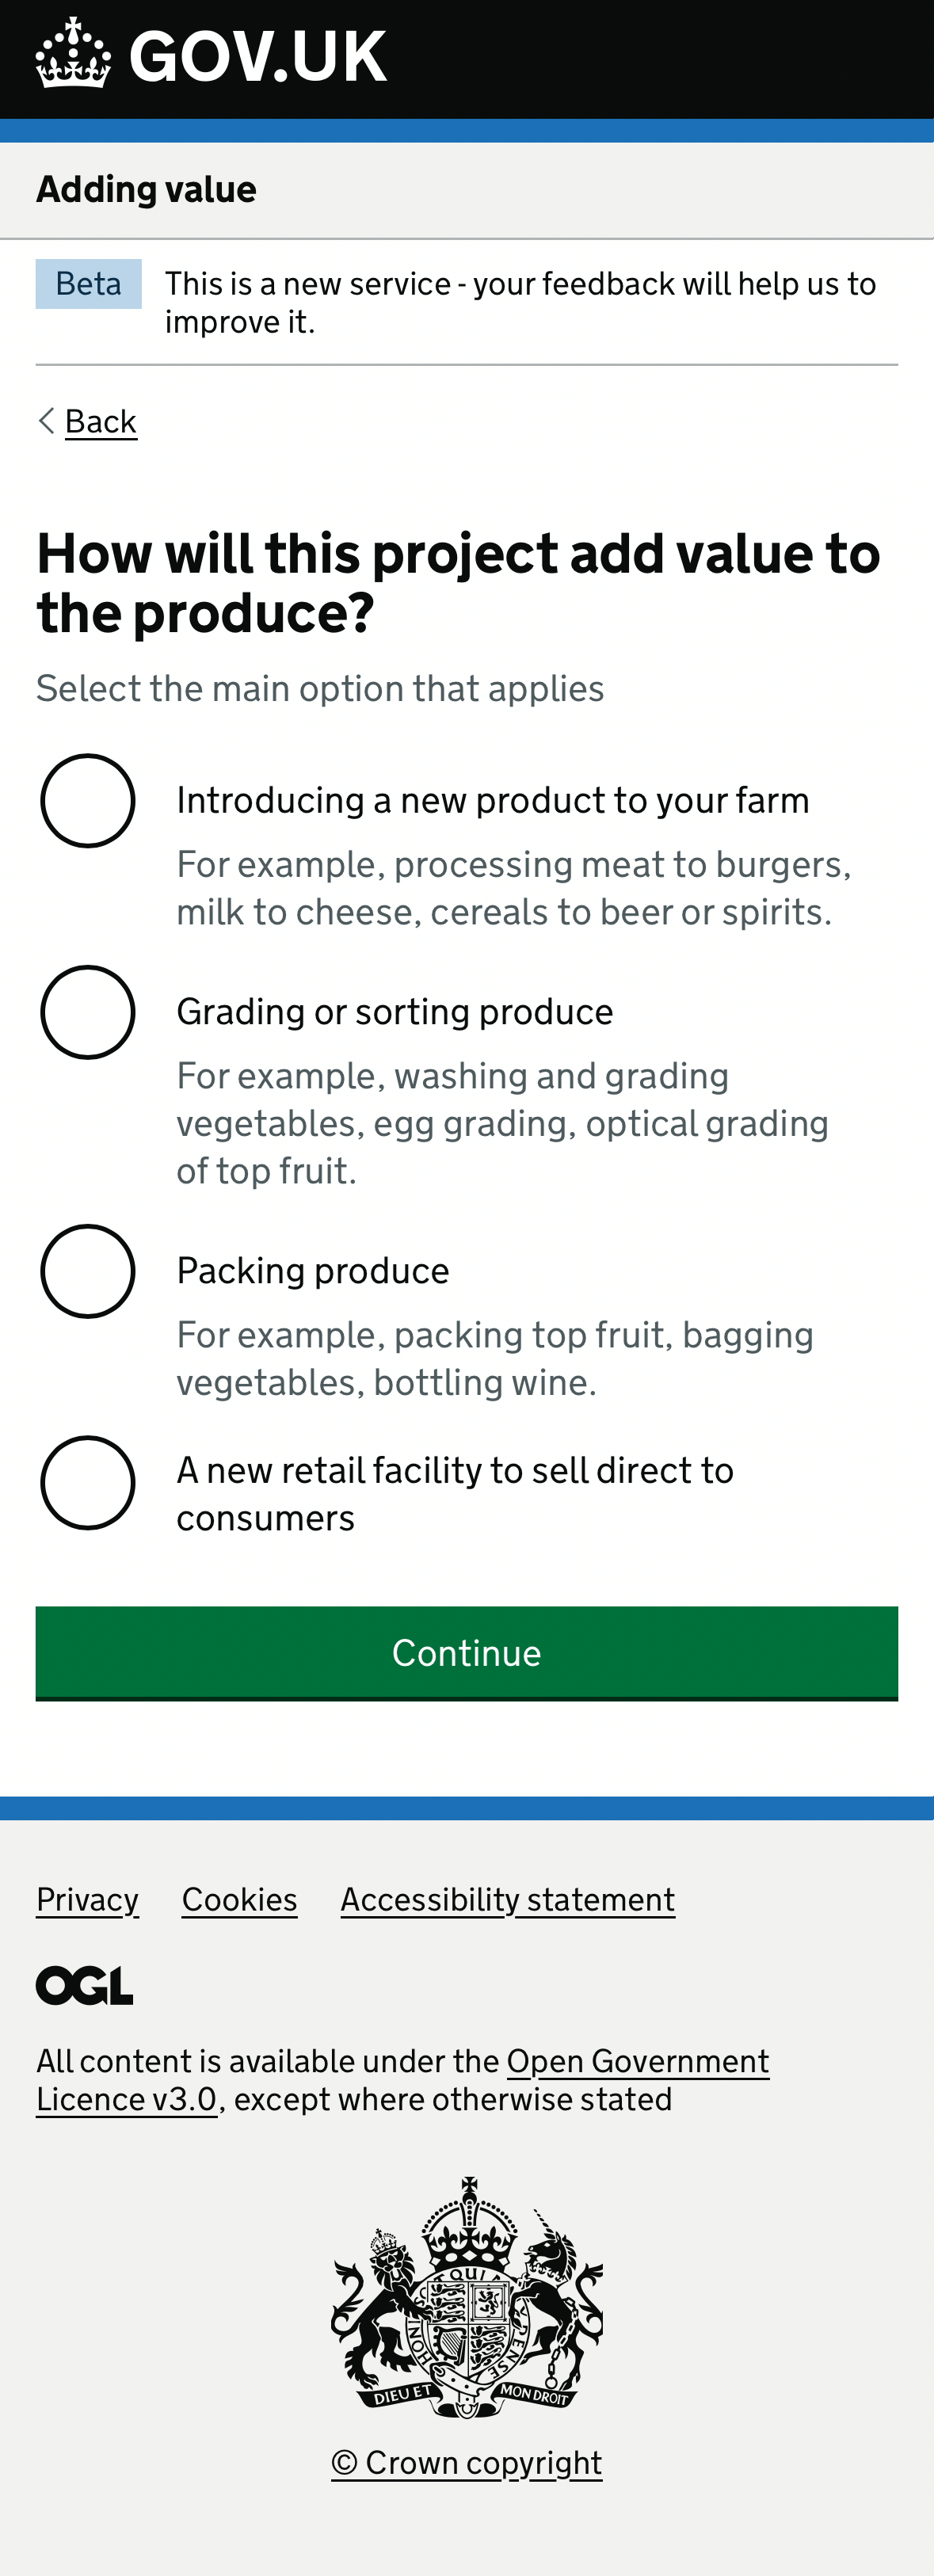 GOV.UK
Adding value
Beta
This is a new service - your feedback will help us to
improve it.
Back
How will this project add value to
the produce?
Select the main option that applies
Introducing a new product to your farm
For example, processing meat to burgers,
milk to cheese, cereals to beer or spirits.
Grading or sorting produce
For example, washing and grading
vegetables, egg grading, optical grading
of top fruit.
Packing produce
For example, packing top fruit, bagging
vegetables, bottling wine.
A new retail facility to sell direct to
consumers
Continue
Privacy Cookies Accessibility statement
OGL
All content is available under the Open Government
Licence v3.0, except where otherwise stated
DIEU ET MON DROIT
© Crown copyright